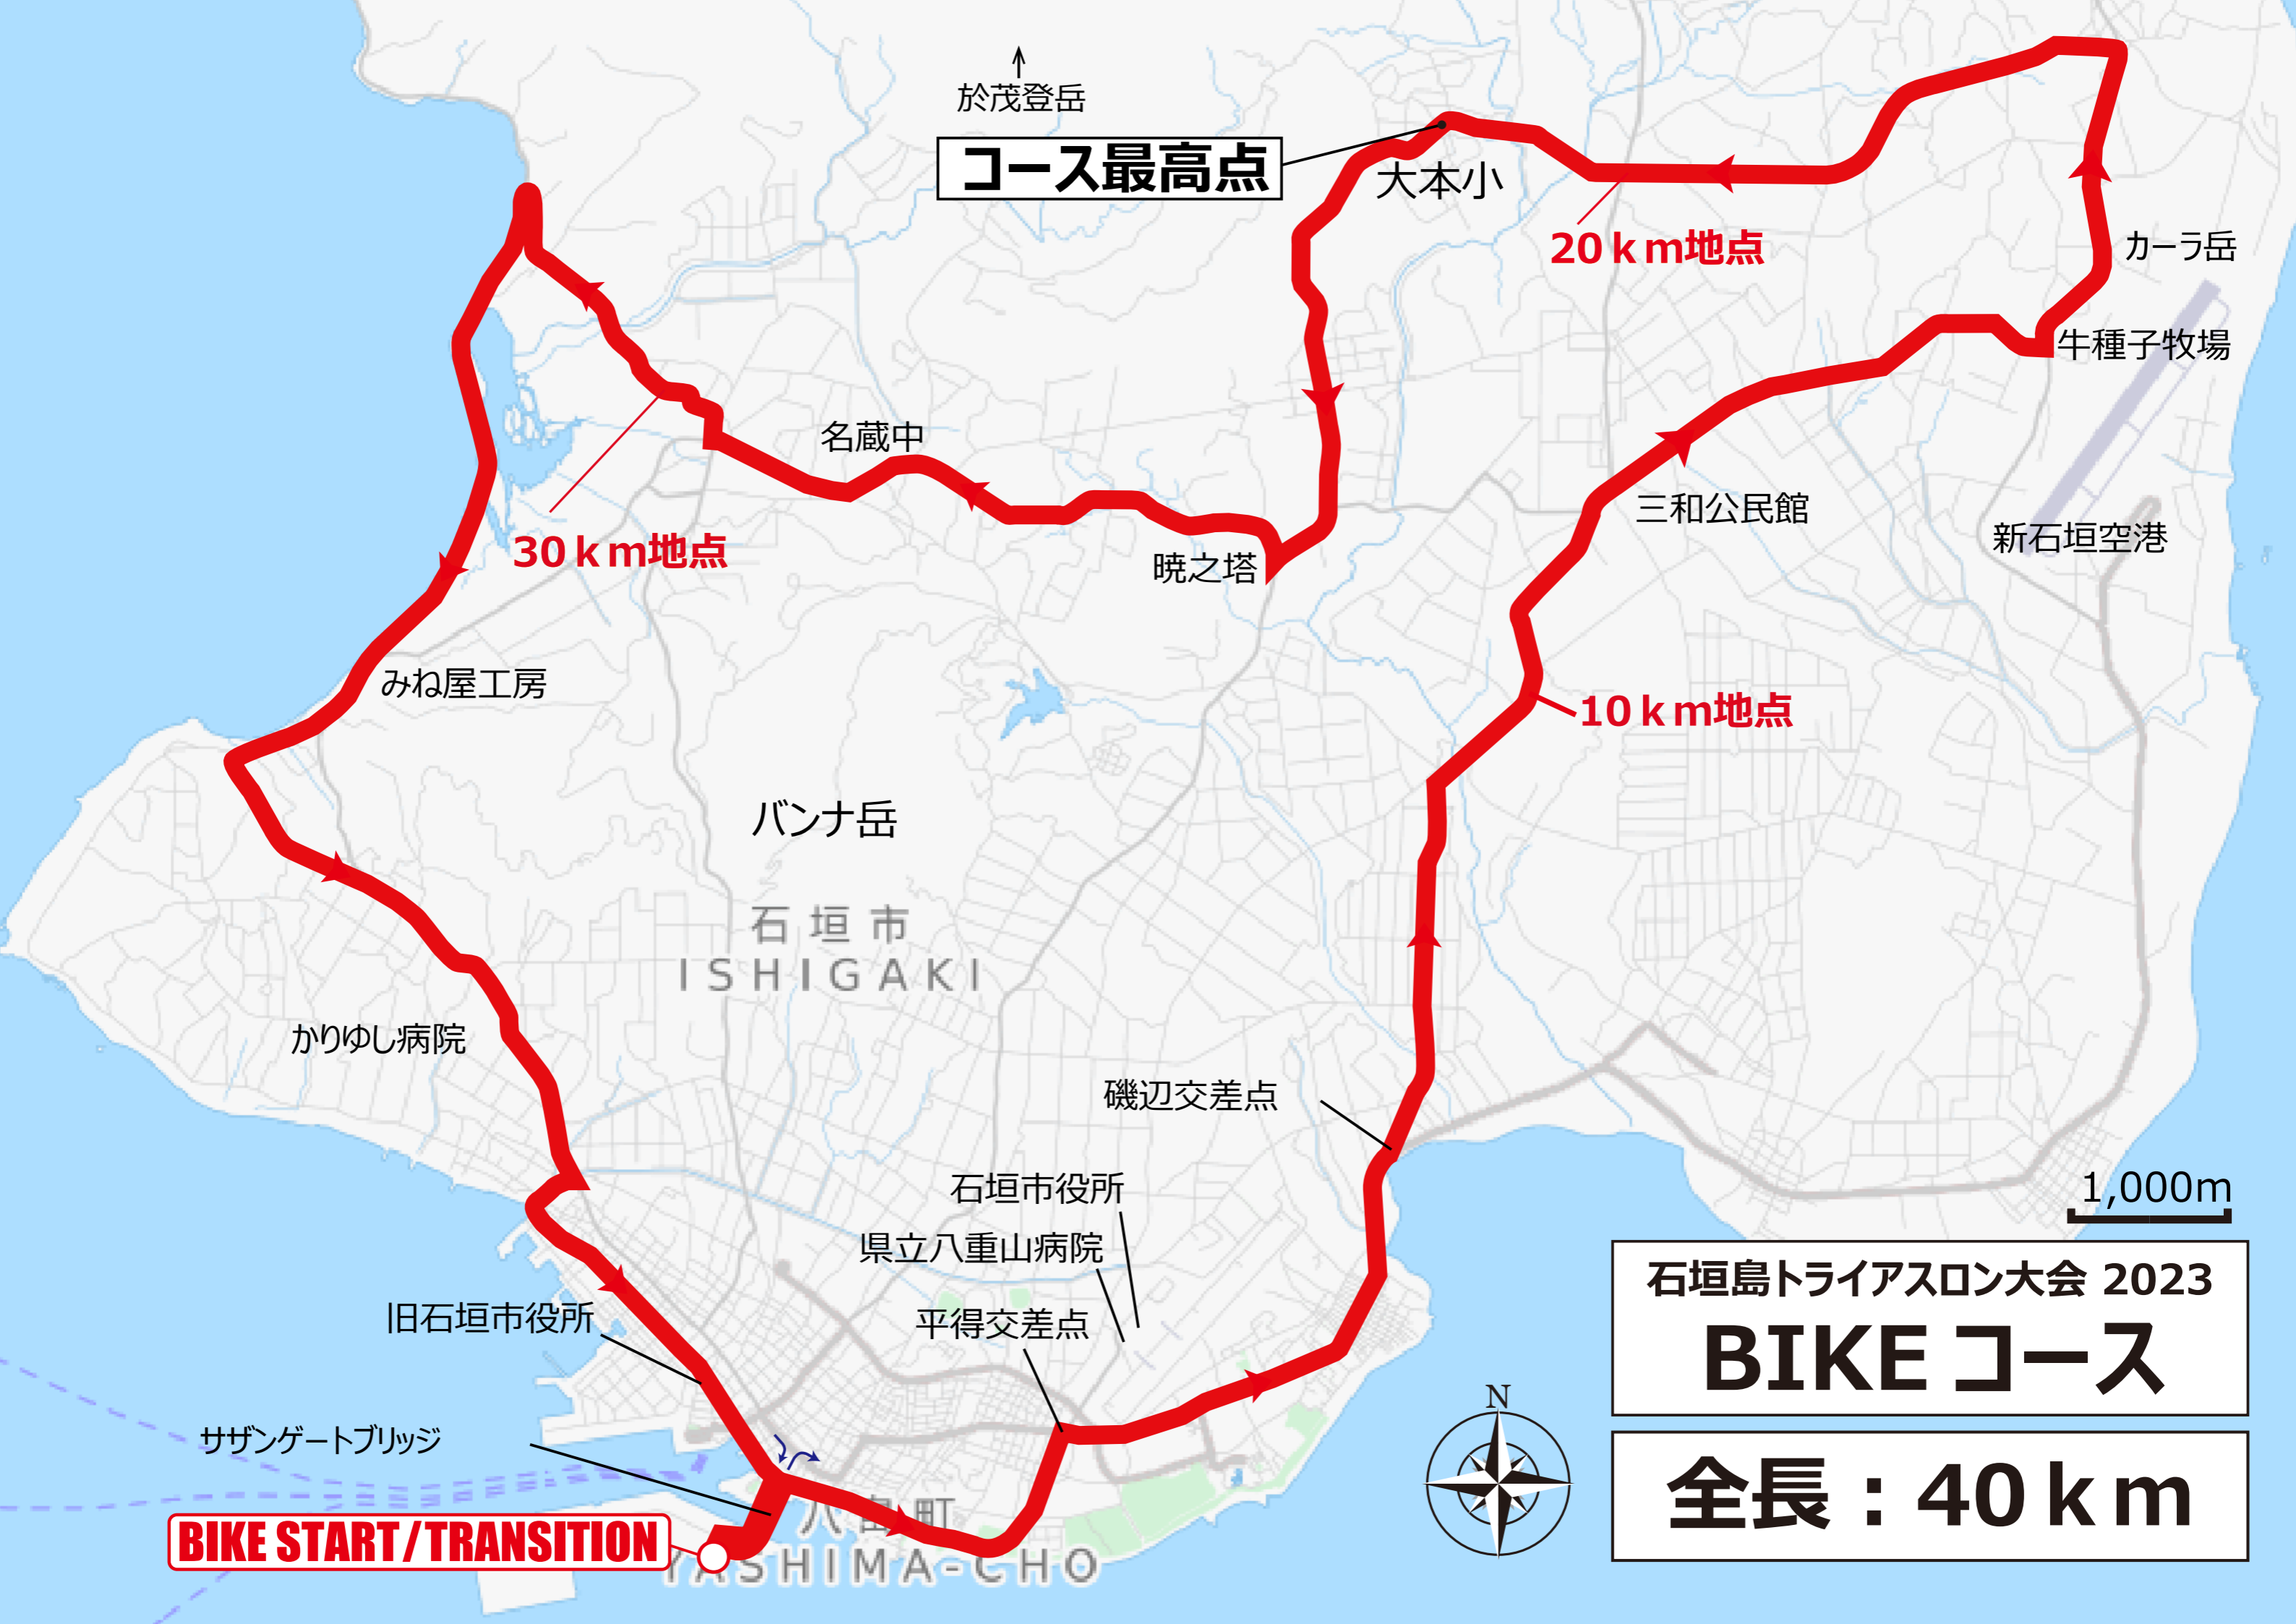 於茂登岳
コース最高点
大本小
20km地点
カーラ岳
牛種子牧場
名蔵中
三和公民館
新石垣空港
30km地点
暁之塔
みね屋工房
10km地点
バンナ岳
石垣市
ISHIGAKI
かりゆし病院
磯辺交差点
石垣市役所
県立八重山病院
平得交差点
旧石垣市役所
サザンゲートブリッジ
八島町
YASHIMA-CHO
BIKE START/TRANSITION
1,000m
石垣島トライアスロン大会 2023
BIKE コース
N
全長：40km